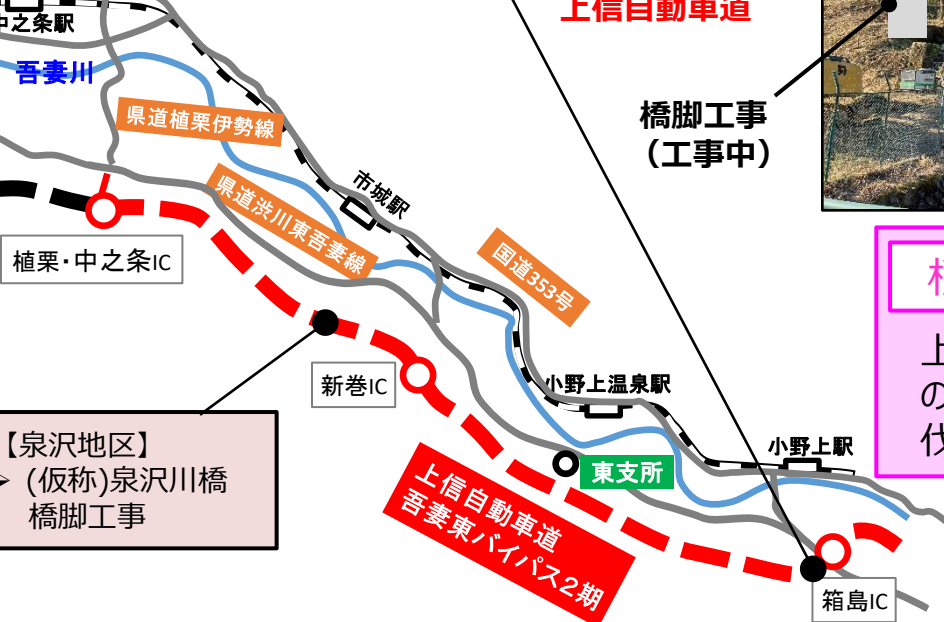 中之条駅
吾妻川
上信自動車道
橋脚工事
（工事中）
県道植栗伊勢線
県道渋川東吾妻線
市城駅
国道353号
植栗・中之条IC
新巻IC
小野上温泉駅
小野上駅
東支所
【泉沢地区】
(仮称)泉沢川橋
橋脚工事
上信自動車道
吾妻東バイパス２期
箱島IC
上
の
伐